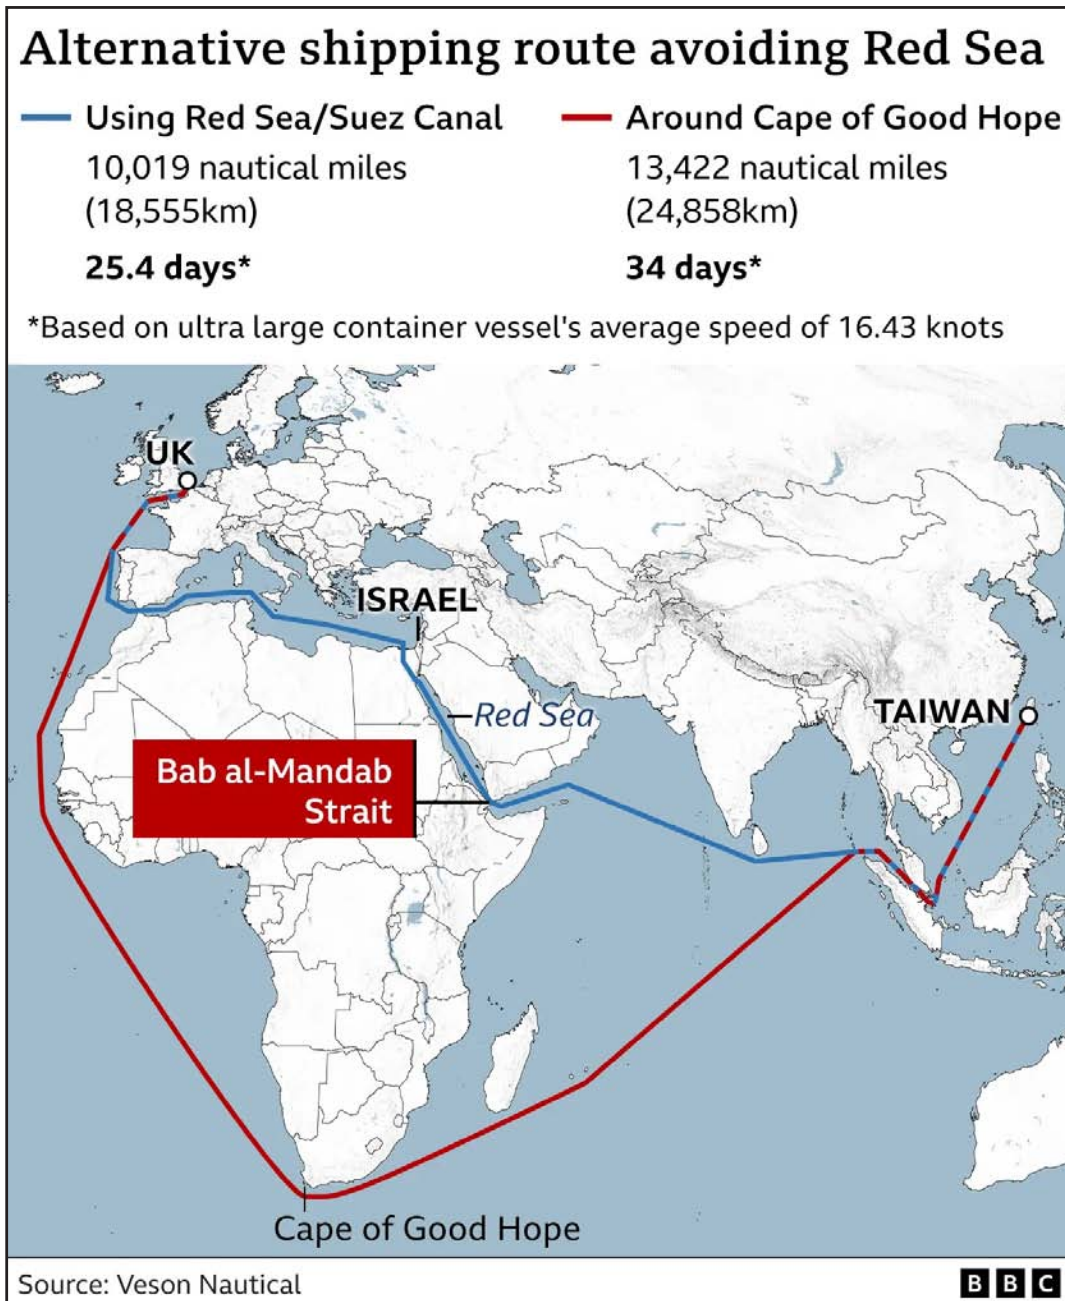 Alternative shipping route avoiding Red Sea
Using Red Sea/Suez Canal
10,019 nautical miles
(18,555km)
25.4 days*
Around Cape of Good Hope
13,422 nautical miles
(24,858km)
34 days*
*Based on ultra large container vessel's average speed of 16.43 knots
UK
ISRAEL
Red Sea
TAIWAN
Bab al-Mandab
Strait
Cape of Good Hope
Source: Veson Nautical
BBC